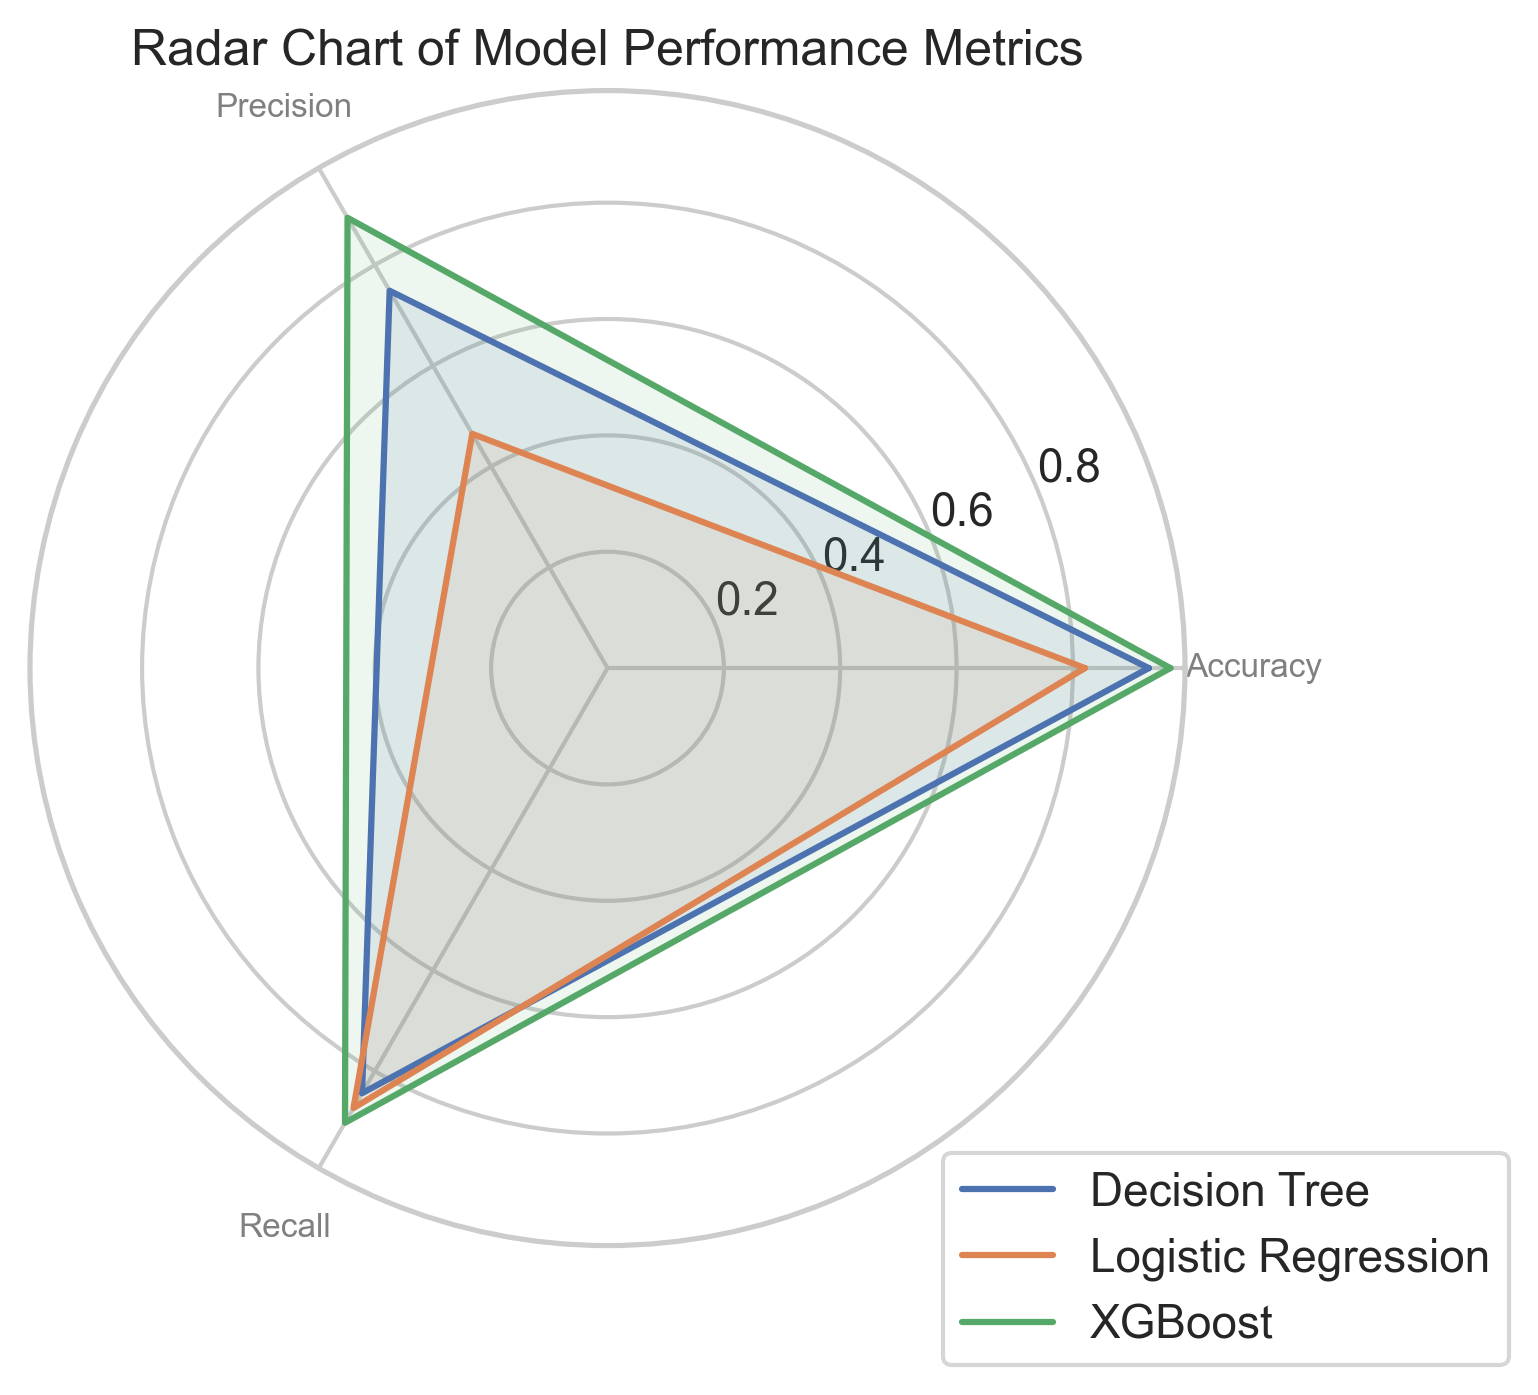 Radar Chart of Model Performance Metrics
Precision
0.8
0.6
0.4
0.2
Accuracy
Recall
Decision Tree
Logistic Regression
XGBoost